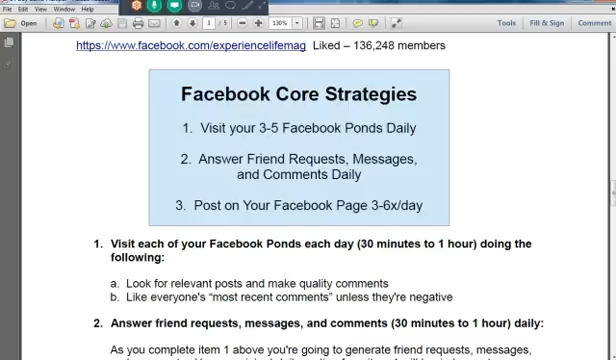 File Edit View Window Help
Open
3 / 5
130%
Tools Fill & Sign Comment
https://www.facebook.com/experiencelifemag Liked – 136,248 members
Facebook Core Strategies
1. Visit your 3-5 Facebook Ponds Daily
2. Answer Friend Requests, Messages,
and Comments Daily
3. Post on Your Facebook Page 3-6x/day
1. Visit each of your Facebook Ponds each day (30 minutes to 1 hour) doing the
following:
a. Look for relevant posts and make quality comments
b. Like everyone's “most recent comments” unless they're negative
2. Answer friend requests, messages, and comments (30 minutes to 1 hour) daily:
As you complete item 1 above you're going to generate friend requests, messages,